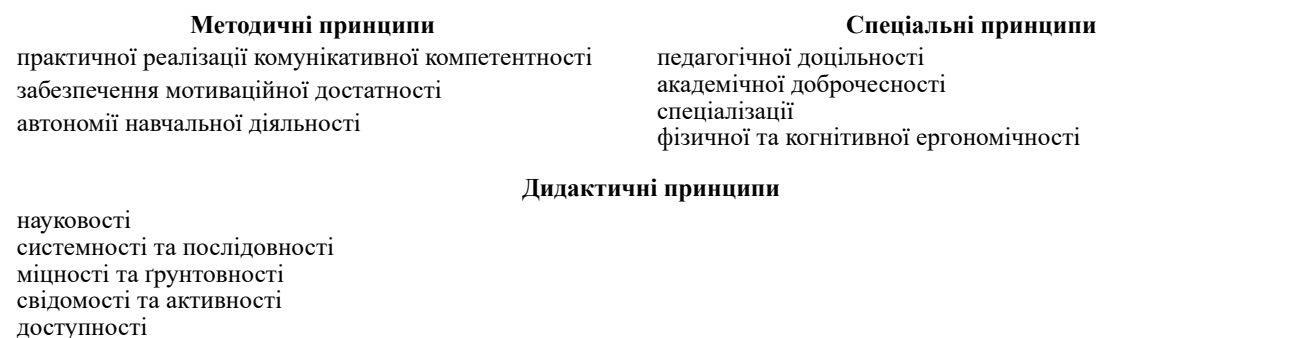 Методичні принципи
практичної реалізації комунікативної компетентності
забезпечення мотиваційної достатності
автономії навчальної діяльності
Спеціальні принципи
педагогічної доцільності
академічної доброчесності
спеціалізації
фізичної та когнітивної ергономічності
Дидактичні принципи
науковості
системності та послідовності
міцності та ґрунтовності
свідомості та активності
доступності